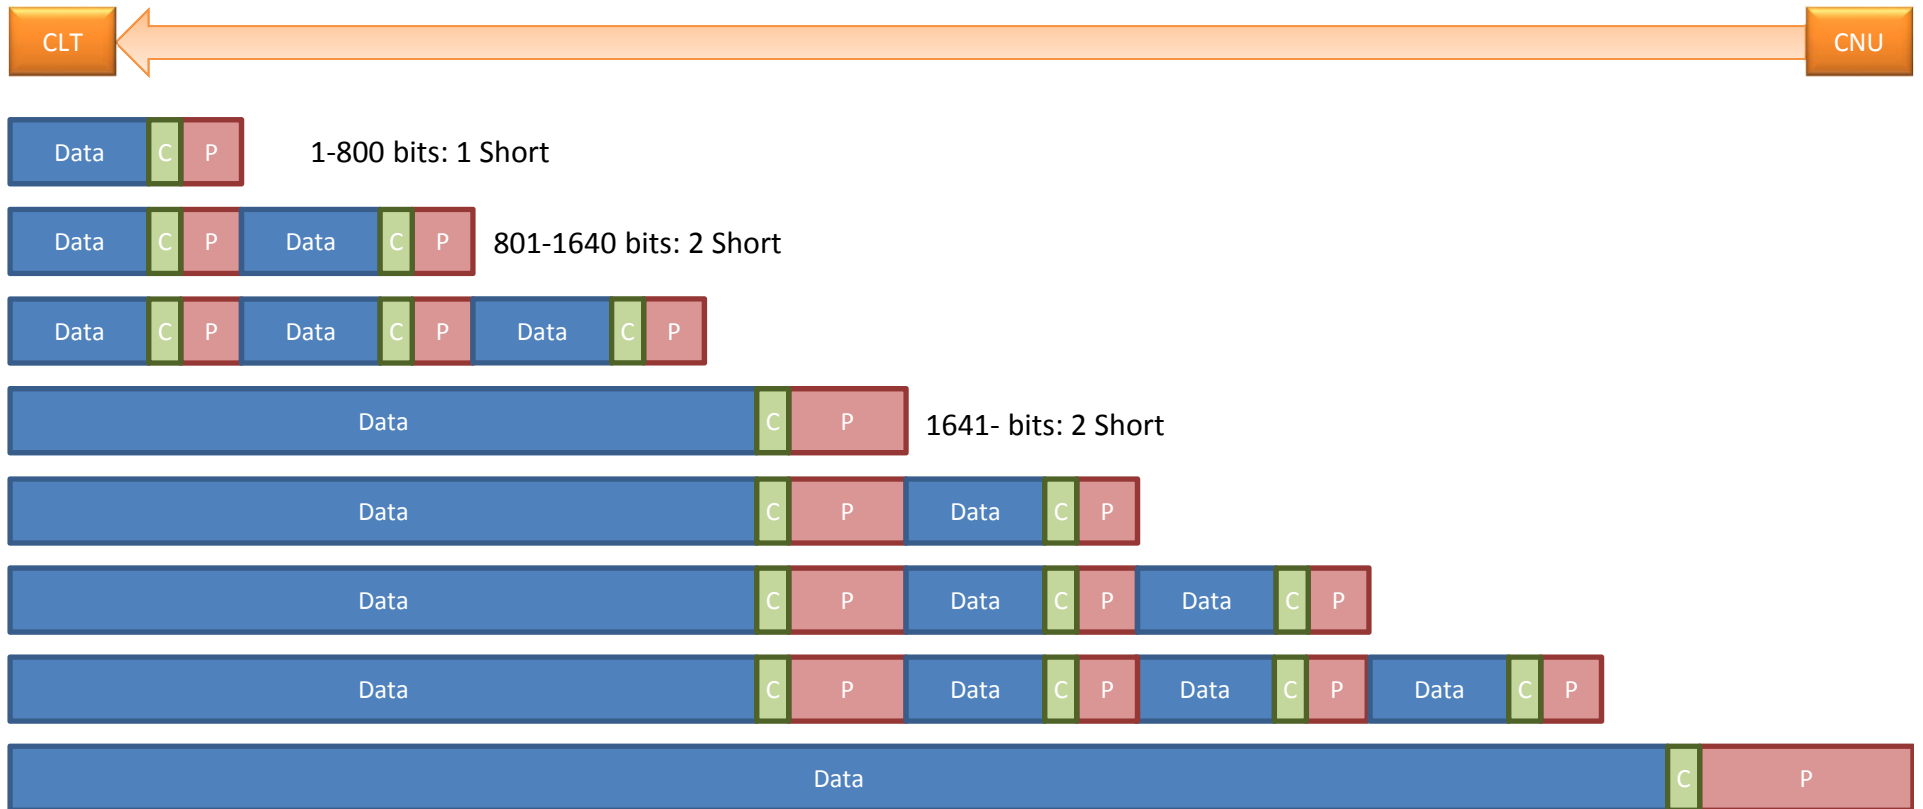 CLT CNU
Data C P 1-800 bits: 1 Short
Data C P Data C P 801-1640 bits: 2 Short
Data C P Data C P Data C P
Data C P 1641- bits: 2 Short
Data C P Data C P
Data C P Data C P Data C P
Data C P Data C P Data C P Data C P
Data C P